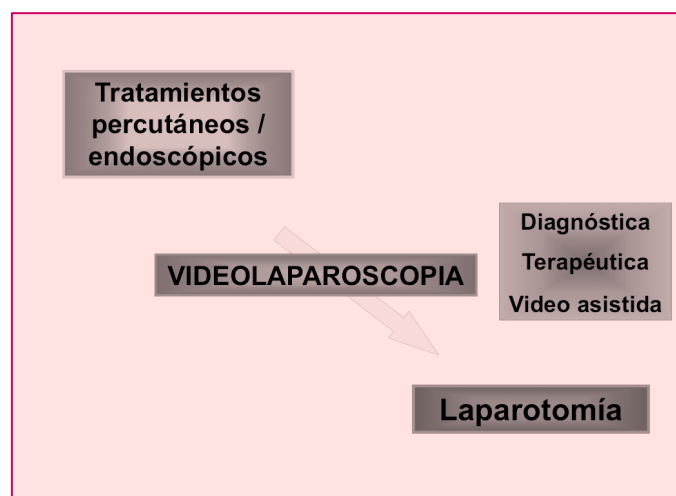 Tratamientos
percutáneos /
endoscópicos
VIDEOLAPAROSCOPIA
Diagnóstica
Terapéutica
Video asistida
Laparotomía